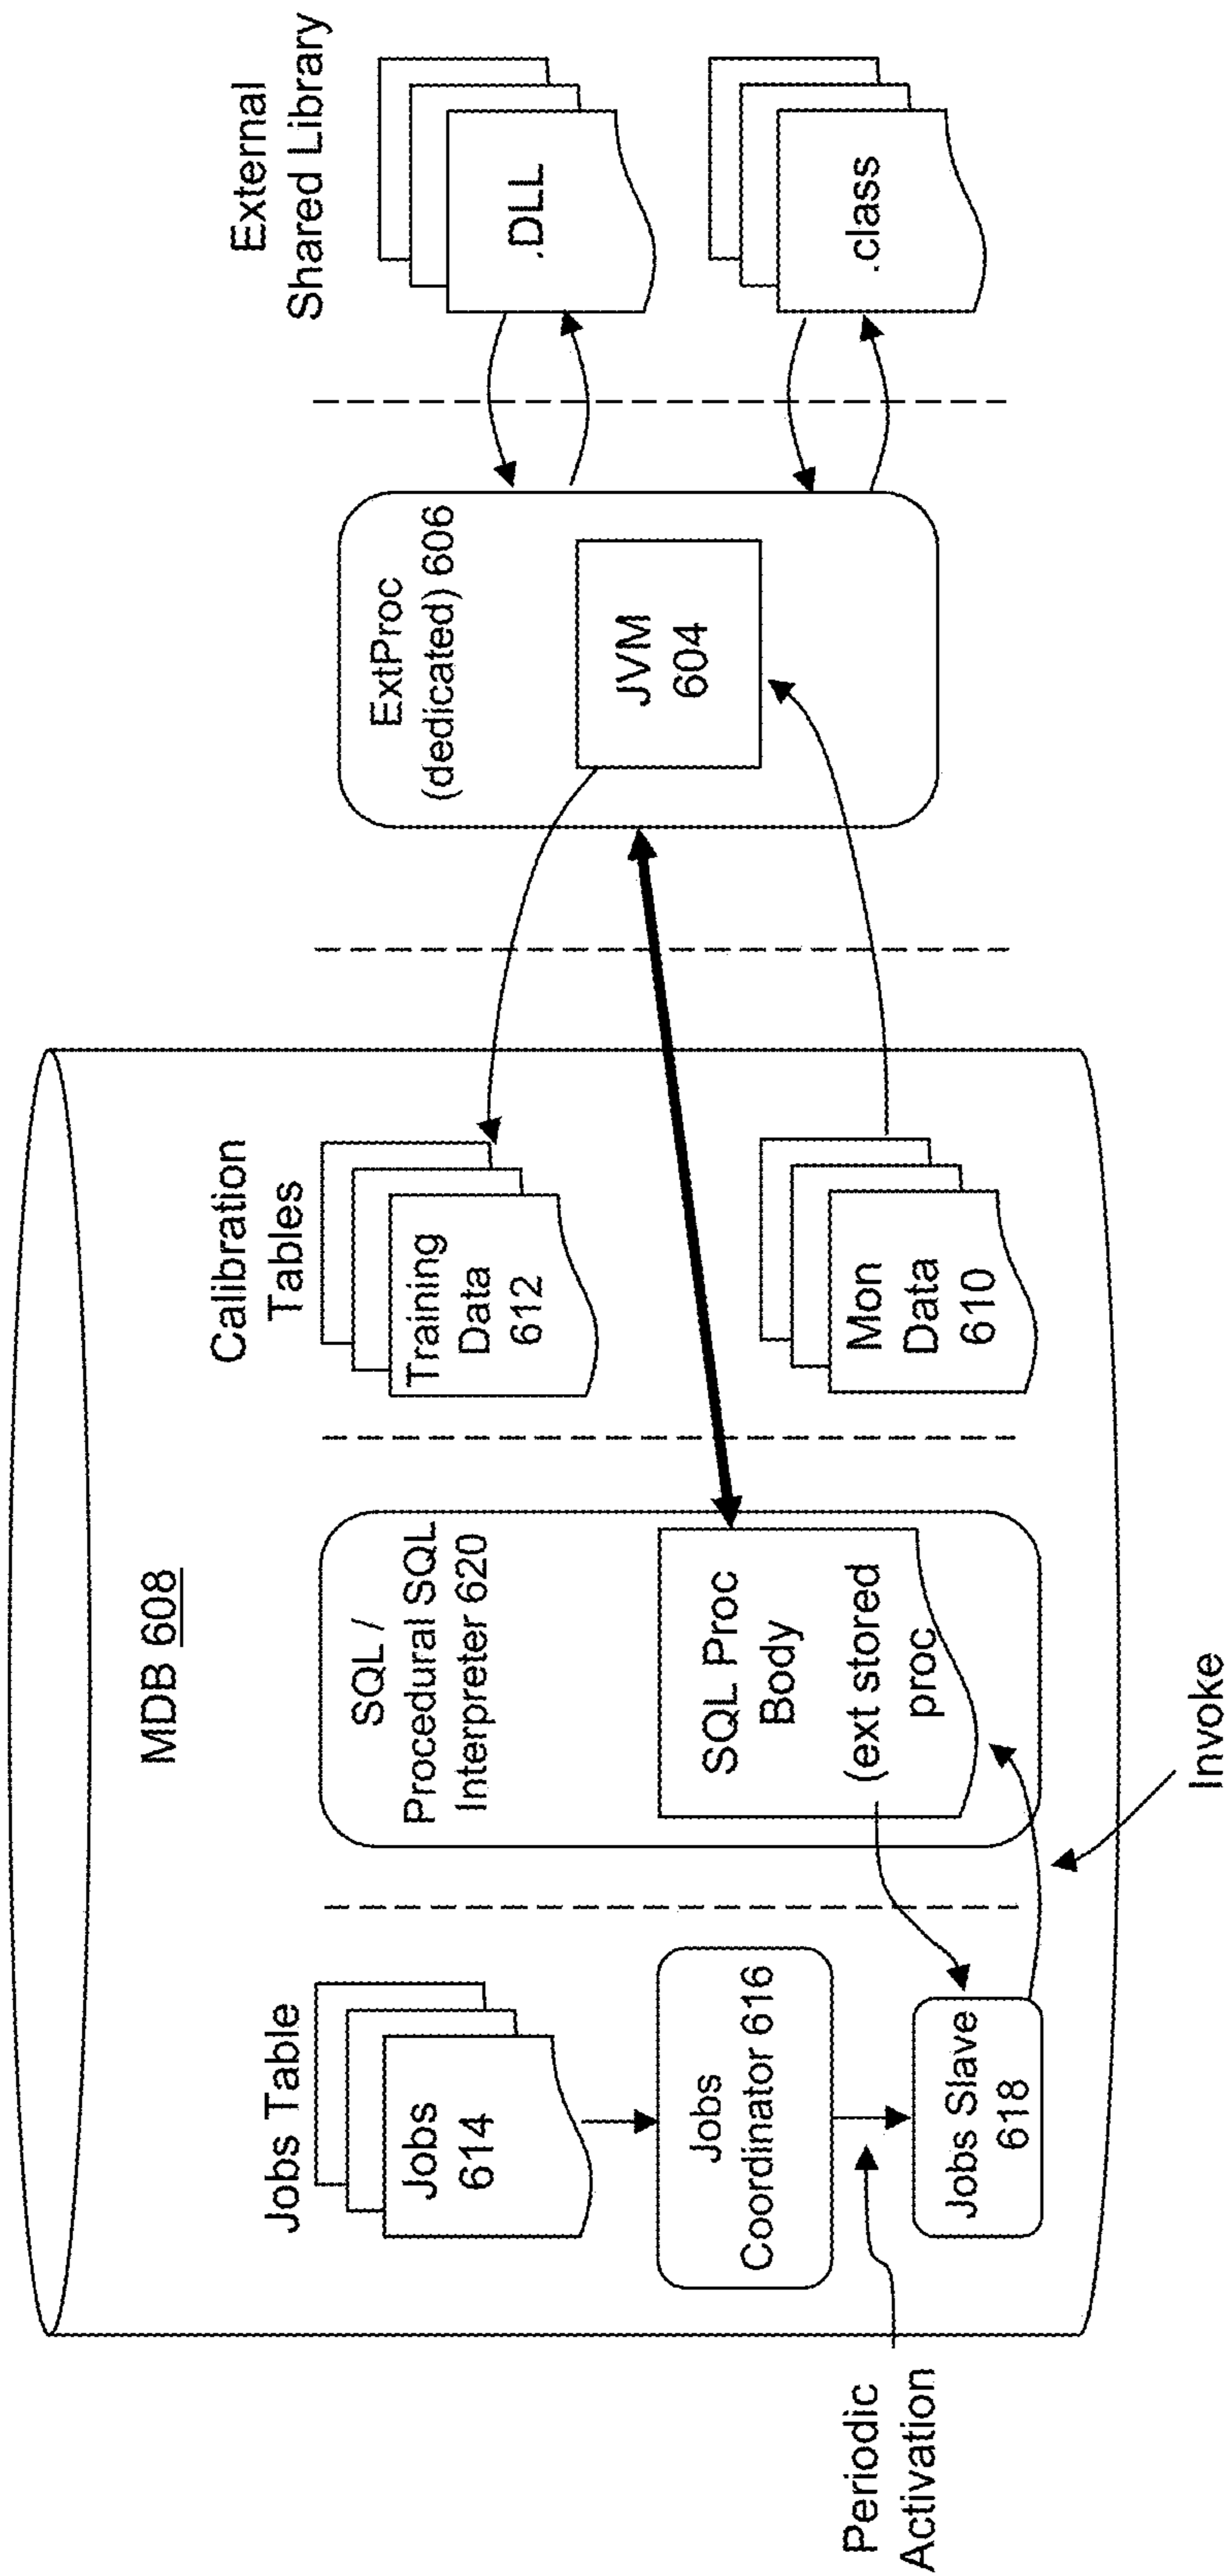 MDB 608
Jobs Table
Jobs
614
Jobs
Coordinator 616
Jobs Slave
618
Periodic
Activation
Invoke
SQL /
Procedural SQL
Interpreter 620
SQL Proc
Body
(ext stored
proc
Calibration
Tables
Training
Data
612
Mon
Data
610
ExtProc
(dedicated) 606
JVM
604
External
Shared Library
.DLL
.class